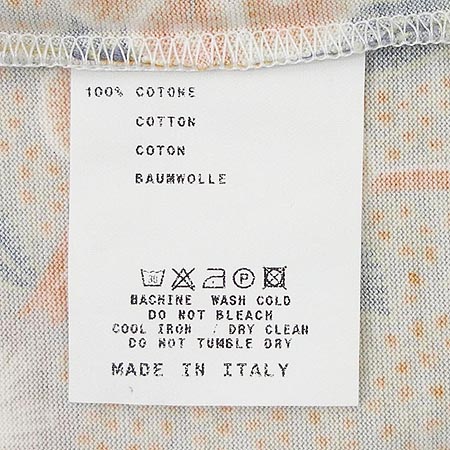 100% COTONE
COTTON
COTON
BAUMWOLLE
30 P
MACHINE WASH COLD
DO NOT BLEACH
COOL IRON / DRY CLEAN
DO NOT TUMBLE DRY
MADE IN ITALY